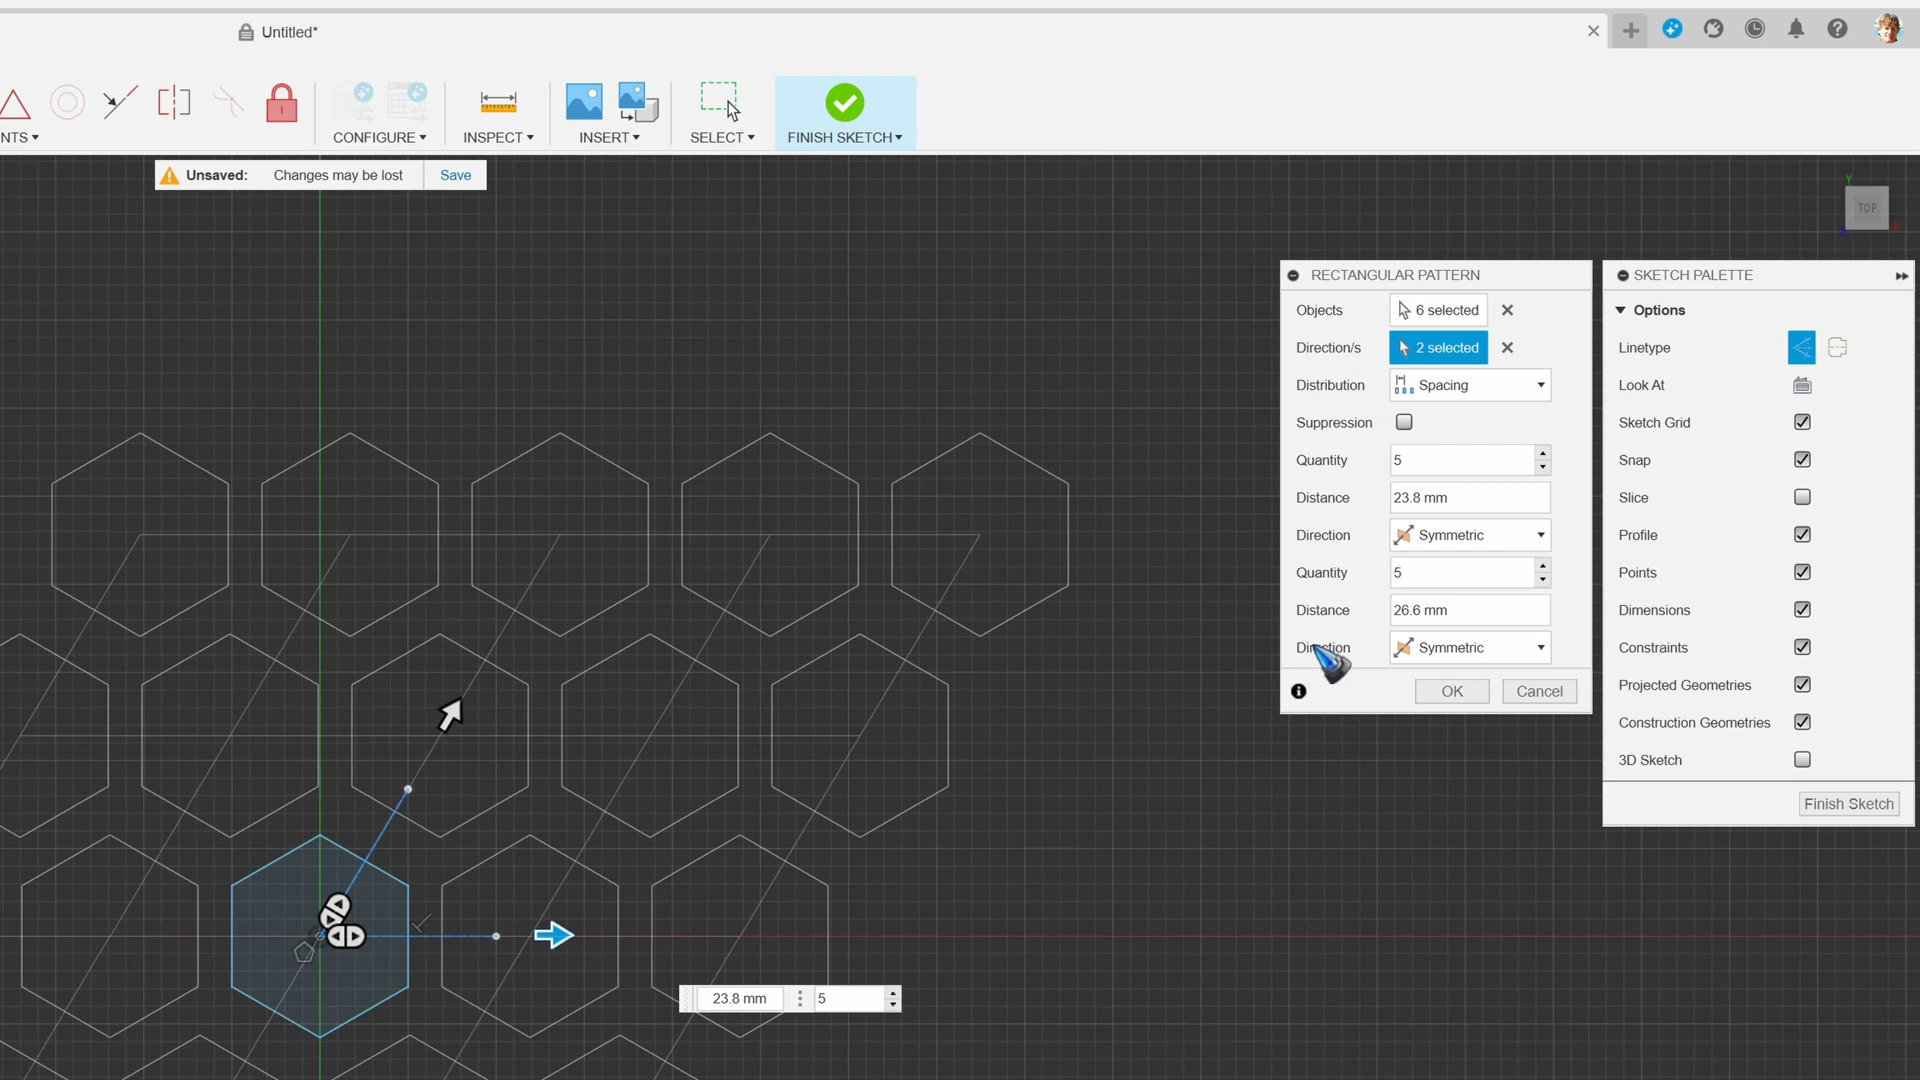 Untitled*
NTS
CONFIGURE
INSPECT
INSERT
SELECT
FINISH SKETCH
Unsaved: Changes may be lost Save
Y
TOP
RECTANGULAR PATTERN
Objects 6 selected
Direction/s 2 selected
Distribution Spacing
Suppression
Quantity 5
Distance 23.8 mm
Direction Symmetric
Quantity 5
Distance 26.6 mm
Direction Symmetric
OK Cancel
SKETCH PALETTE
Options
Linetype
Look At
Sketch Grid
Snap
Slice
Profile
Points
Dimensions
Constraints
Projected Geometries
Construction Geometries
3D Sketch
Finish Sketch
23.8 mm 5